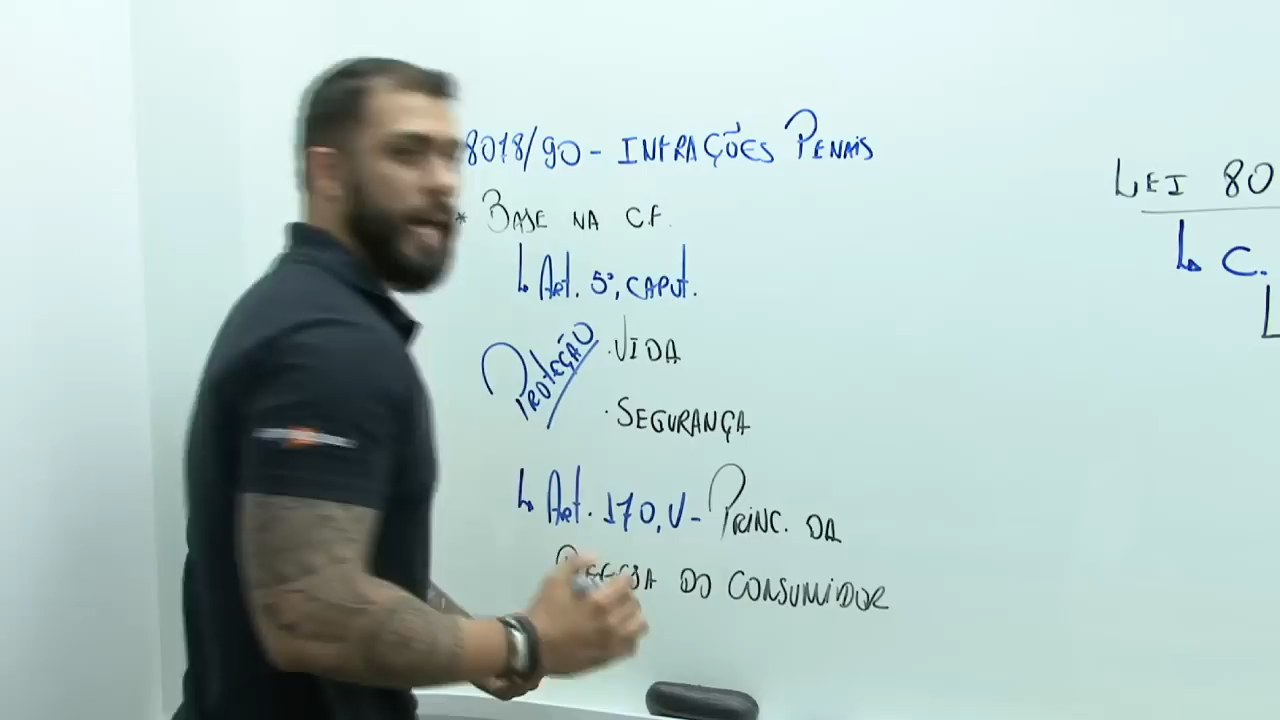 8078/90 - INFRAÇÕES PENAIS
* BASE NA C.F.
↳ Art. 5º, CAPUT.
PROTEÇÃO
· VIDA
· SEGURANÇA
↳ Art. 170, V - PRINC. DA
DO CONSUMIDOR
LEI 80
↳ C.